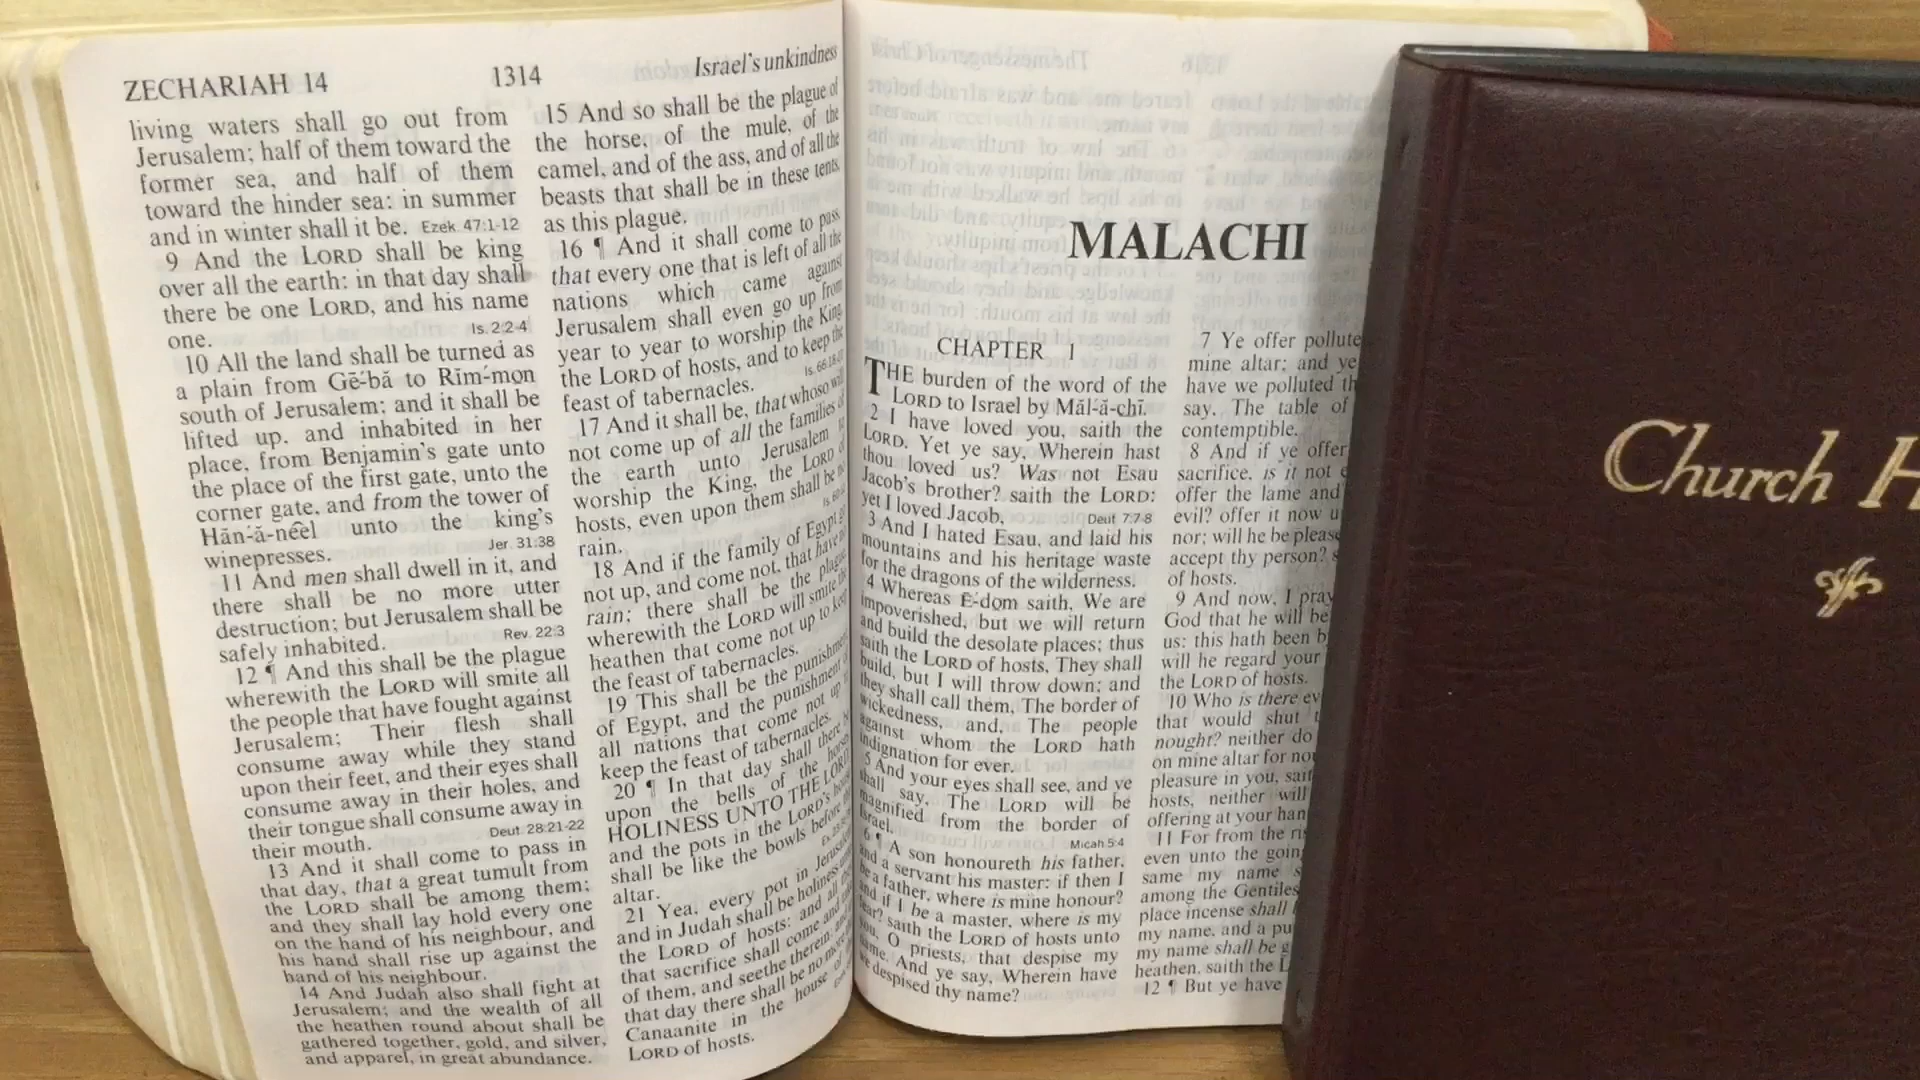 ZECHARIAH 14
1314
Israel's unkindness
living waters shall go out from
Jerusalem; half of them toward the
former sea, and half of them
toward the hinder sea: in summer
and in winter shall it be. Ezek. 47:1-12
9 And the LORD shall be king
over all the earth: in that day shall
there be one LORD, and his name
one. Is. 2:2-4
10 All the land shall be turned as
a plain from Gē´-bă to Rĭm´-mon
south of Jerusalem: and it shall be
lifted up, and inhabited in her
place, from Benjamin's gate unto
the place of the first gate, unto the
corner gate, and from the tower of
Hăn´-ă-nēel unto the king's
winepresses. Jer. 31:38
11 And men shall dwell in it, and
there shall be no more utter
destruction; but Jerusalem shall be
safely inhabited. Rev. 22:3
12 ¶ And this shall be the plague
wherewith the LORD will smite all
the people that have fought against
Jerusalem; Their flesh shall
consume away while they stand
upon their feet, and their eyes shall
consume away in their holes, and
their tongue shall consume away in
their mouth. Deut. 28:21-22
13 And it shall come to pass in
that day, that a great tumult from
the LORD shall be among them;
and they shall lay hold every one
on the hand of his neighbour, and
his hand shall rise up against the
hand of his neighbour.
14 And Judah also shall fight at
Jerusalem; and the wealth of all
the heathen round about shall be
gathered together, gold, and silver,
and apparel, in great abundance.
15 And so shall be the plague of
the horse, of the mule, of the
camel, and of the ass, and of all the
beasts that shall be in these tents,
as this plague.
16 ¶ And it shall come to pass,
that every one that is left of all the
nations which came against
Jerusalem shall even go up from
year to year to worship the King,
the LORD of hosts, and to keep the
feast of tabernacles.
17 And it shall be, that whoso will
not come up of all the families of
the earth unto Jerusalem to
worship the King, the LORD of
hosts, even upon them shall be no
rain.
18 And if the family of Egypt go
not up, and come not, that have no
rain; there shall be the plague,
wherewith the LORD will smite the
heathen that come not up to keep
the feast of tabernacles.
19 This shall be the punishment
of Egypt, and the punishment of
all nations that come not up to
keep the feast of tabernacles.
20 ¶ In that day shall there be
upon the bells of the horses,
HOLINESS UNTO THE LORD;
and the pots in the LORD's house
shall be like the bowls before the
altar.
21 Yea, every pot in Jerusalem
and in Judah shall be holiness unto
the LORD of hosts: and all they
that sacrifice shall come and take
of them, and seethe therein: and in
that day there shall be no more the
Canaanite in the house of the
LORD of hosts.
MALACHI
CHAPTER 1
THE burden of the word of the
LORD to Israel by Măl´-ă-chī.
2 I have loved you, saith the
LORD. Yet ye say, Wherein hast
thou loved us? Was not Esau
Jacob's brother? saith the LORD:
yet I loved Jacob, Deut. 7:7-8
3 And I hated Esau, and laid his
mountains and his heritage waste
for the dragons of the wilderness.
4 Whereas Ē´-dom saith, We are
impoverished, but we will return
and build the desolate places; thus
saith the LORD of hosts, They shall
build, but I will throw down; and
they shall call them, The border of
wickedness, and, The people
against whom the LORD hath
indignation for ever.
5 And your eyes shall see, and ye
shall say, The LORD will be
magnified from the border of
Israel. Micah 5:4
6 ¶ A son honoureth his father,
and a servant his master: if then I
be a father, where is mine honour?
and if I be a master, where is my
fear? saith the LORD of hosts unto
you, O priests, that despise my
name. And ye say, Wherein have
we despised thy name?
7 Ye offer pollute
mine altar; and ye
have we polluted th
say, The table of
contemptible.
8 And if ye offer
sacrifice, is it not e
offer the lame and
evil? offer it now u
nor; will he be please
accept thy person? s
of hosts.
9 And now, I pray
God that he will be
us: this hath been b
will he regard your
the LORD of hosts.
10 Who is there ev
that would shut t
nought? neither do
on mine altar for nou
pleasure in you, sait
hosts, neither will
offering at your han
11 For from the ris
even unto the going
same my name s
among the Gentiles
place incense shall
my name, and a pu
my name shall be g
heathen, saith the L
12 ¶ But ye have
Church H